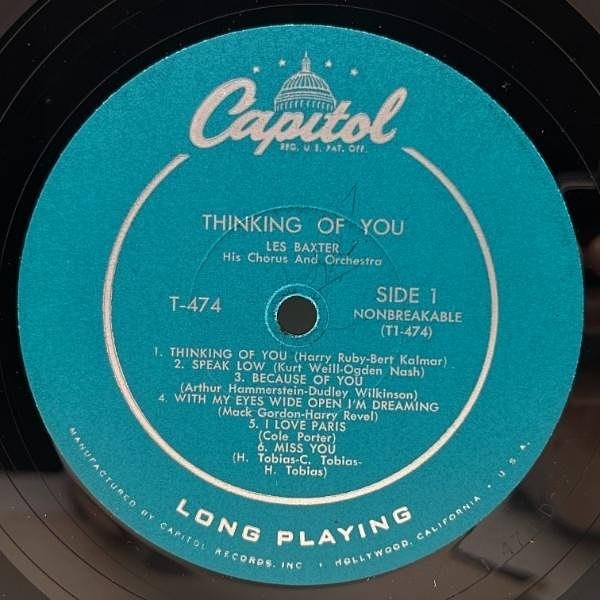 Capitol
REG. U.S. PAT. OFF.
THINKING OF YOU
LES BAXTER
His Chorus And Orchestra
T-474
SIDE 1
NONBREAKABLE
(T1-474)
1. THINKING OF YOU (Harry Ruby-Bert Kalmar)
2. SPEAK LOW (Kurt Weill-Ogden Nash)
3. BECAUSE OF YOU
(Arthur Hammerstein-Dudley Wilkinson)
4. WITH MY EYES WIDE OPEN I'M DREAMING
(Mack Gordon-Harry Revel)
5. I LOVE PARIS
(Cole Porter)
6. MISS YOU
(H. Tobias-C. Tobias-
H. Tobias)
LONG PLAYING
MANUFACTURED BY CAPITOL RECORDS, INC • HOLLYWOOD, CALIFORNIA • U.S.A.